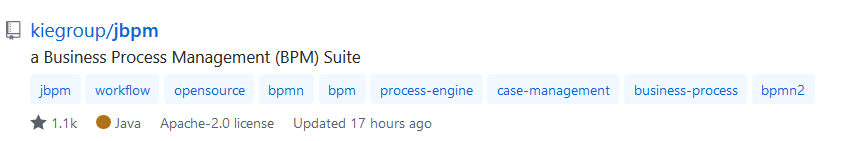 kiegroup/jbpm
a Business Process Management (BPM) Suite
jbpm workflow opensource bpmn bpm process-engine case-management business-process bpmn2
1.1k Java Apache-2.0 license Updated 17 hours ago